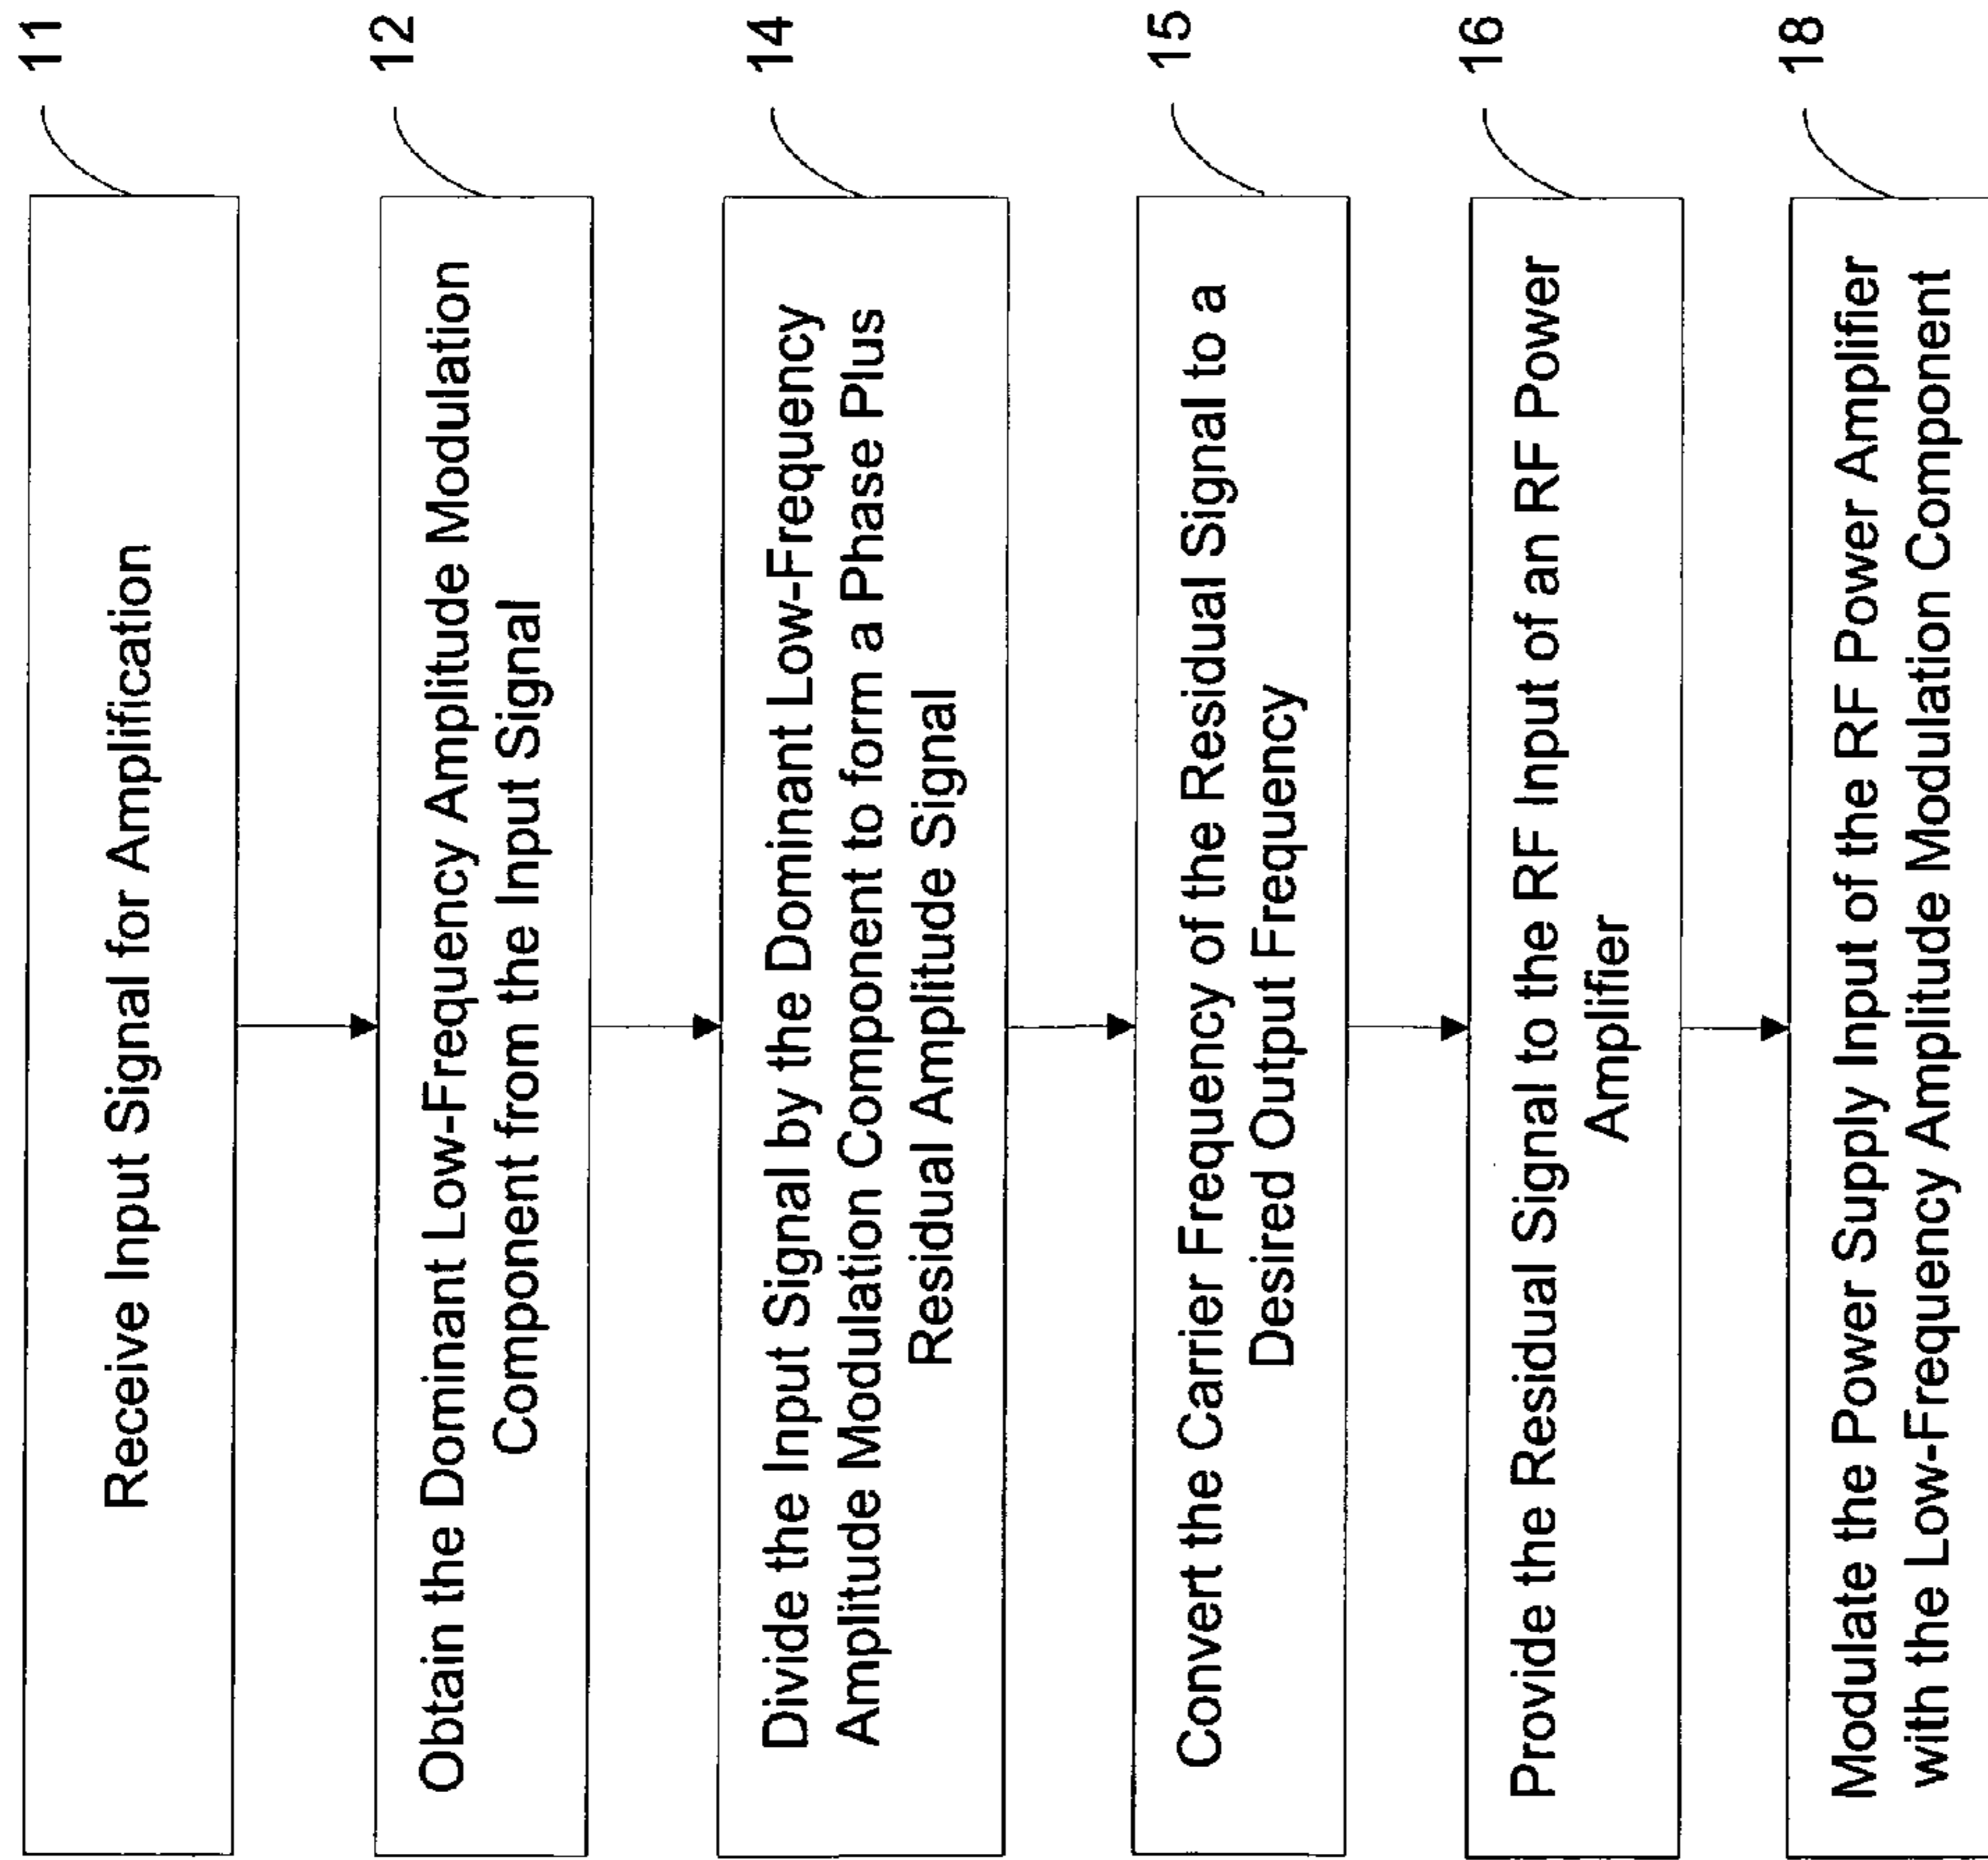 11
Receive Input Signal for Amplification
12
Obtain the Dominant Low-Frequency Amplitude Modulation
Component from the Input Signal
14
Divide the Input Signal by the Dominant Low-Frequency
Amplitude Modulation Component to form a Phase Plus
Residual Amplitude Signal
15
Convert the Carrier Frequency of the Residual Signal to a
Desired Output Frequency
16
Provide the Residual Signal to the RF Input of an RF Power
Amplifier
18
Modulate the Power Supply Input of the RF Power Amplifier
with the Low-Frequency Amplitude Modulation Component